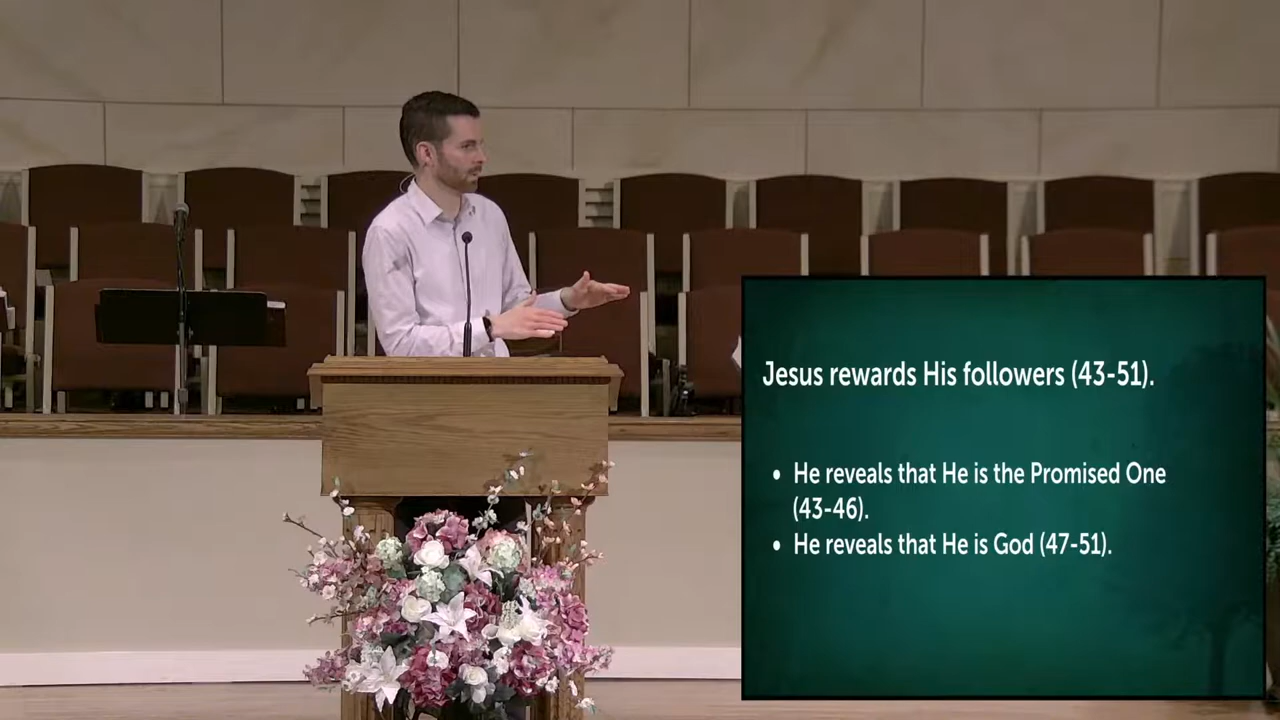 Jesus rewards His followers (43-51).
• He reveals that He is the Promised One
(43-46).
• He reveals that He is God (47-51).